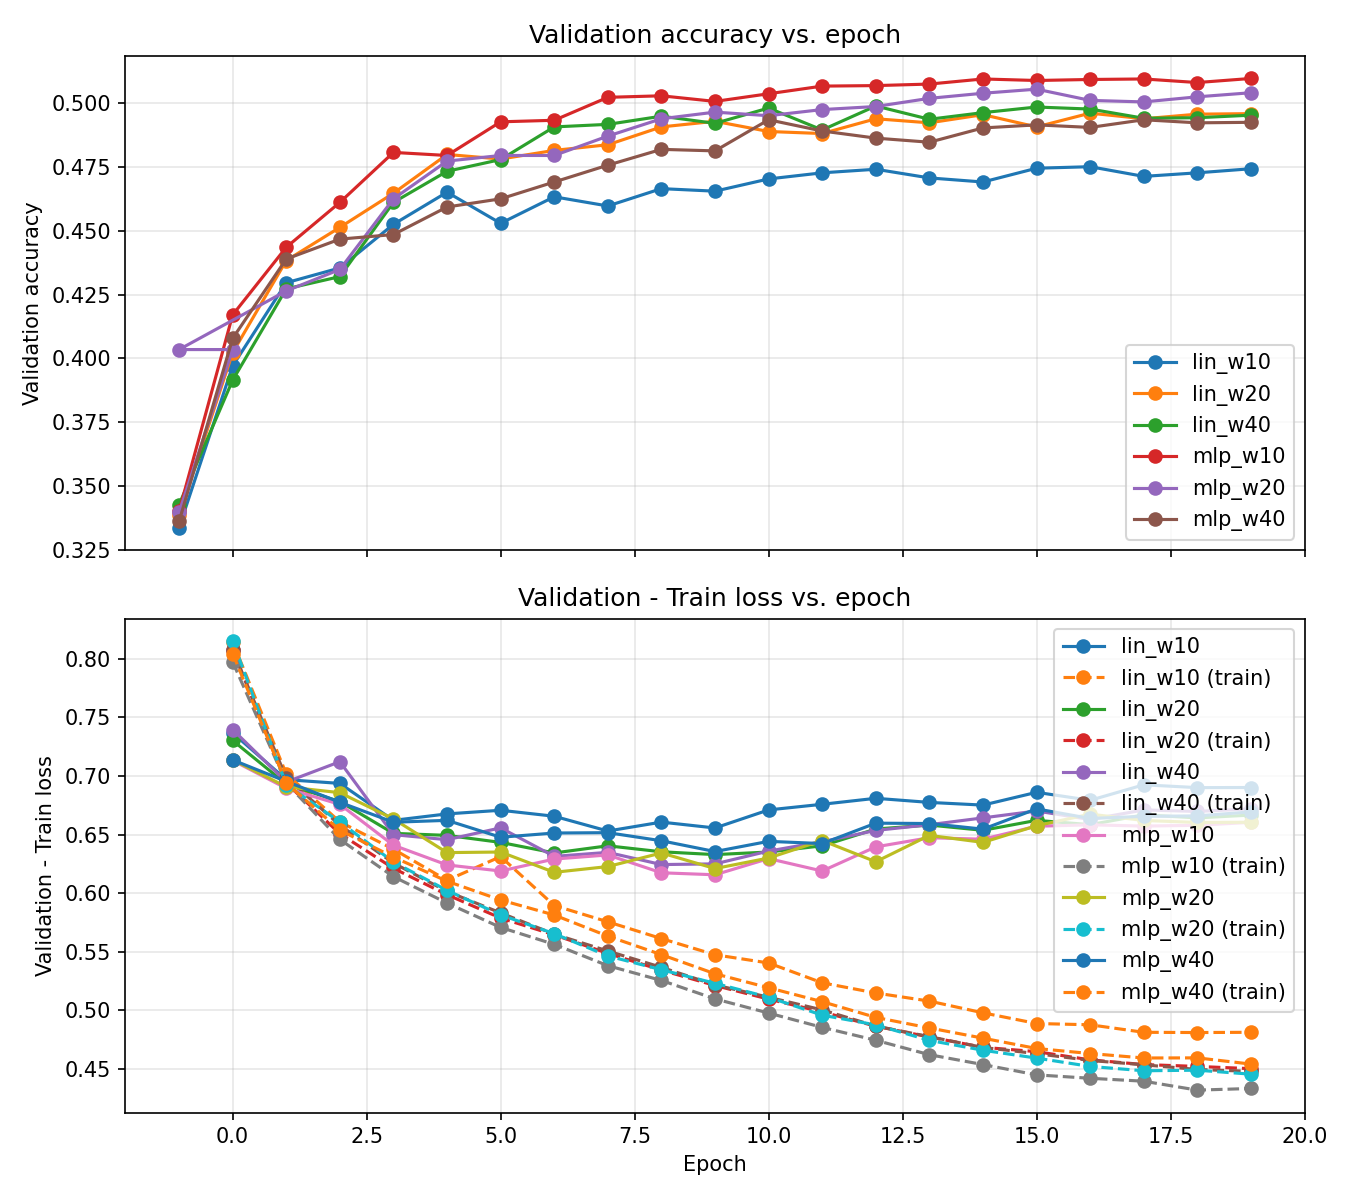 Validation accuracy vs. epoch
Validation accuracy
0.500
0.475
0.450
0.425
0.400
0.375
0.350
0.325
lin_w10
lin_w20
lin_w40
mlp_w10
mlp_w20
mlp_w40
Validation - Train loss vs. epoch
Validation - Train loss
0.80
0.75
0.70
0.65
0.60
0.55
0.50
0.45
lin_w10
lin_w10 (train)
lin_w20
lin_w20 (train)
lin_w40
lin_w40 (train)
mlp_w10
mlp_w10 (train)
mlp_w20
mlp_w20 (train)
mlp_w40
mlp_w40 (train)
0.0 2.5 5.0 7.5 10.0 12.5 15.0 17.5 20.0
Epoch